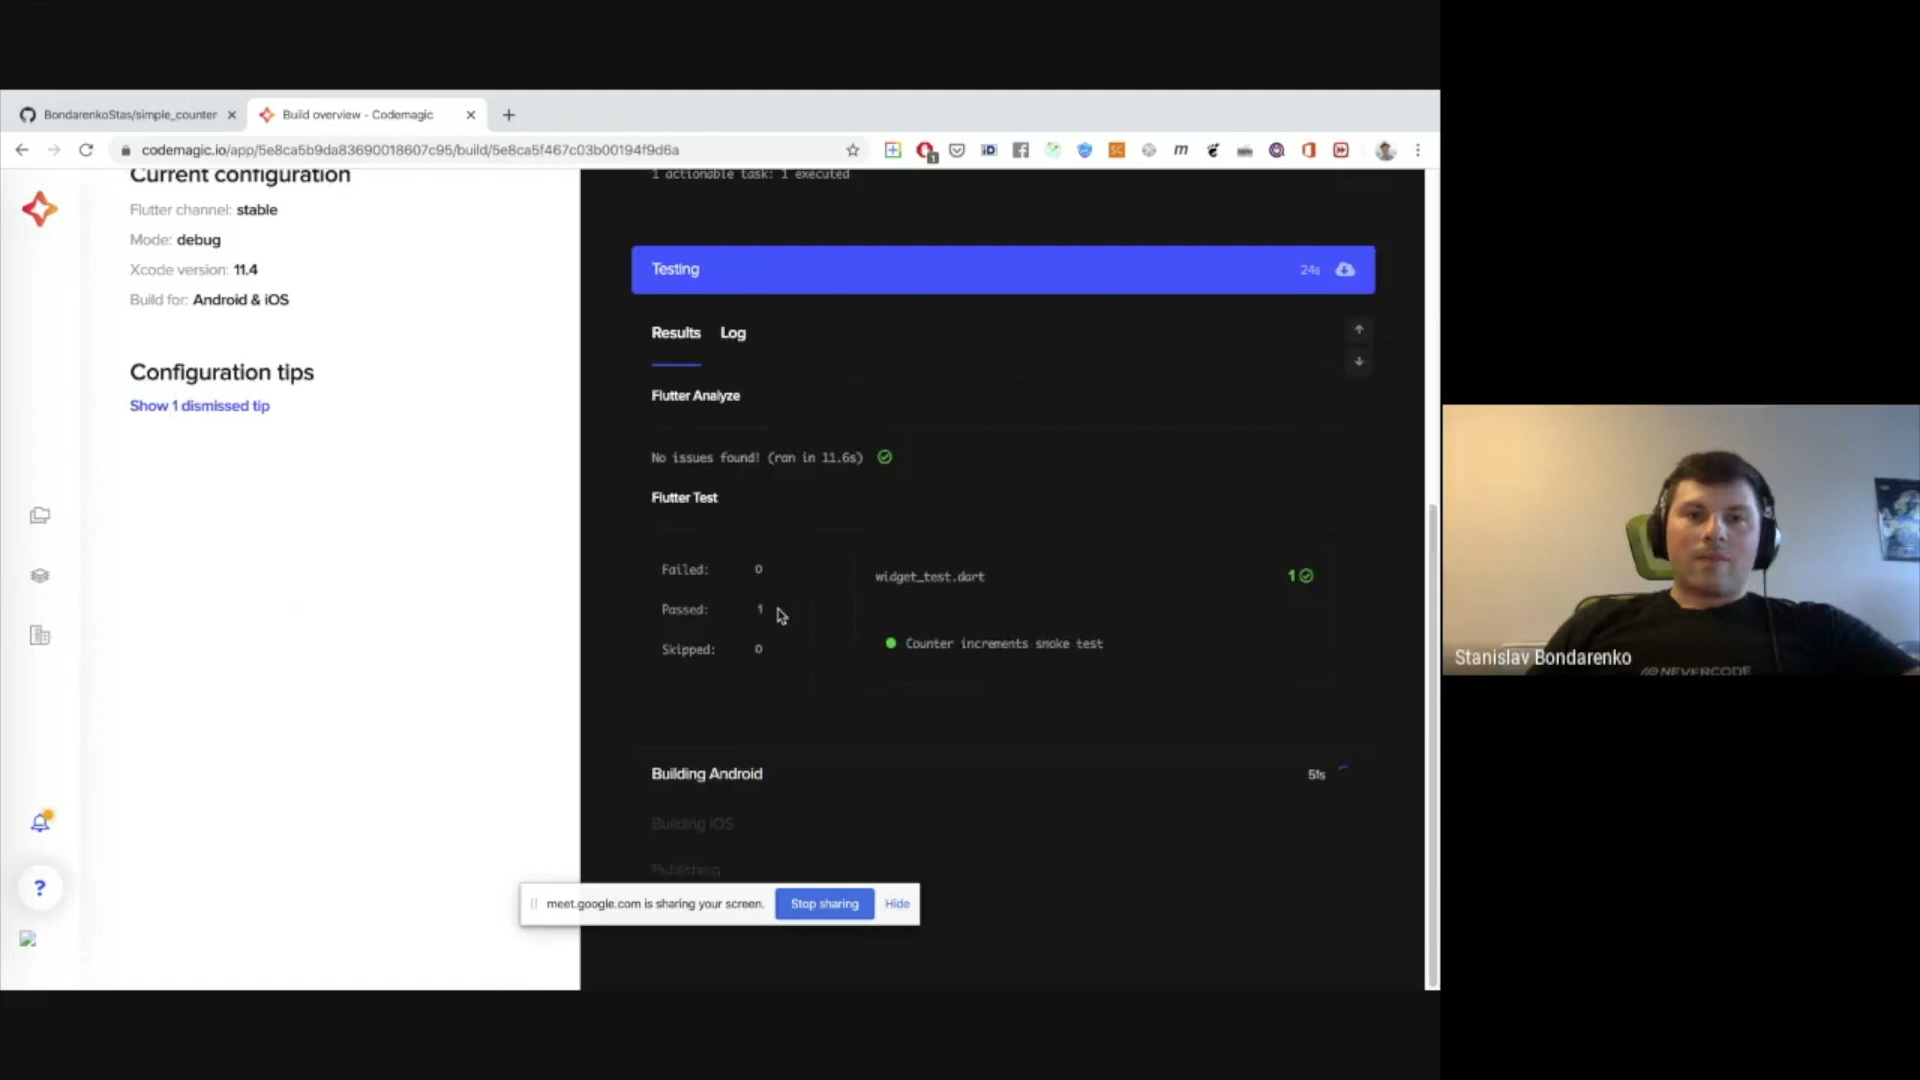 BondarenkoStas/simple_counter
Build overview - Codemagic
codemagic.io/app/5e8ca5b9da83690018607c95/build/5e8ca5f467c03b00194f9d6a
Current configuration
Flutter channel: stable
Mode: debug
Xcode version: 11.4
Build for: Android & iOS
Configuration tips
Show 1 dismissed tip
?
1 actionable task: 1 executed
Testing 24s
Results Log
Flutter Analyze
No issues found! (ran in 11.6s)
Flutter Test
Failed: 0
Passed: 1
Skipped: 0
widget_test.dart 1
Counter increments smoke test
Building Android 51s
Building iOS
Publishing
meet.google.com is sharing your screen. Stop sharing Hide
Stanislav Bondarenko
NEVERCODE